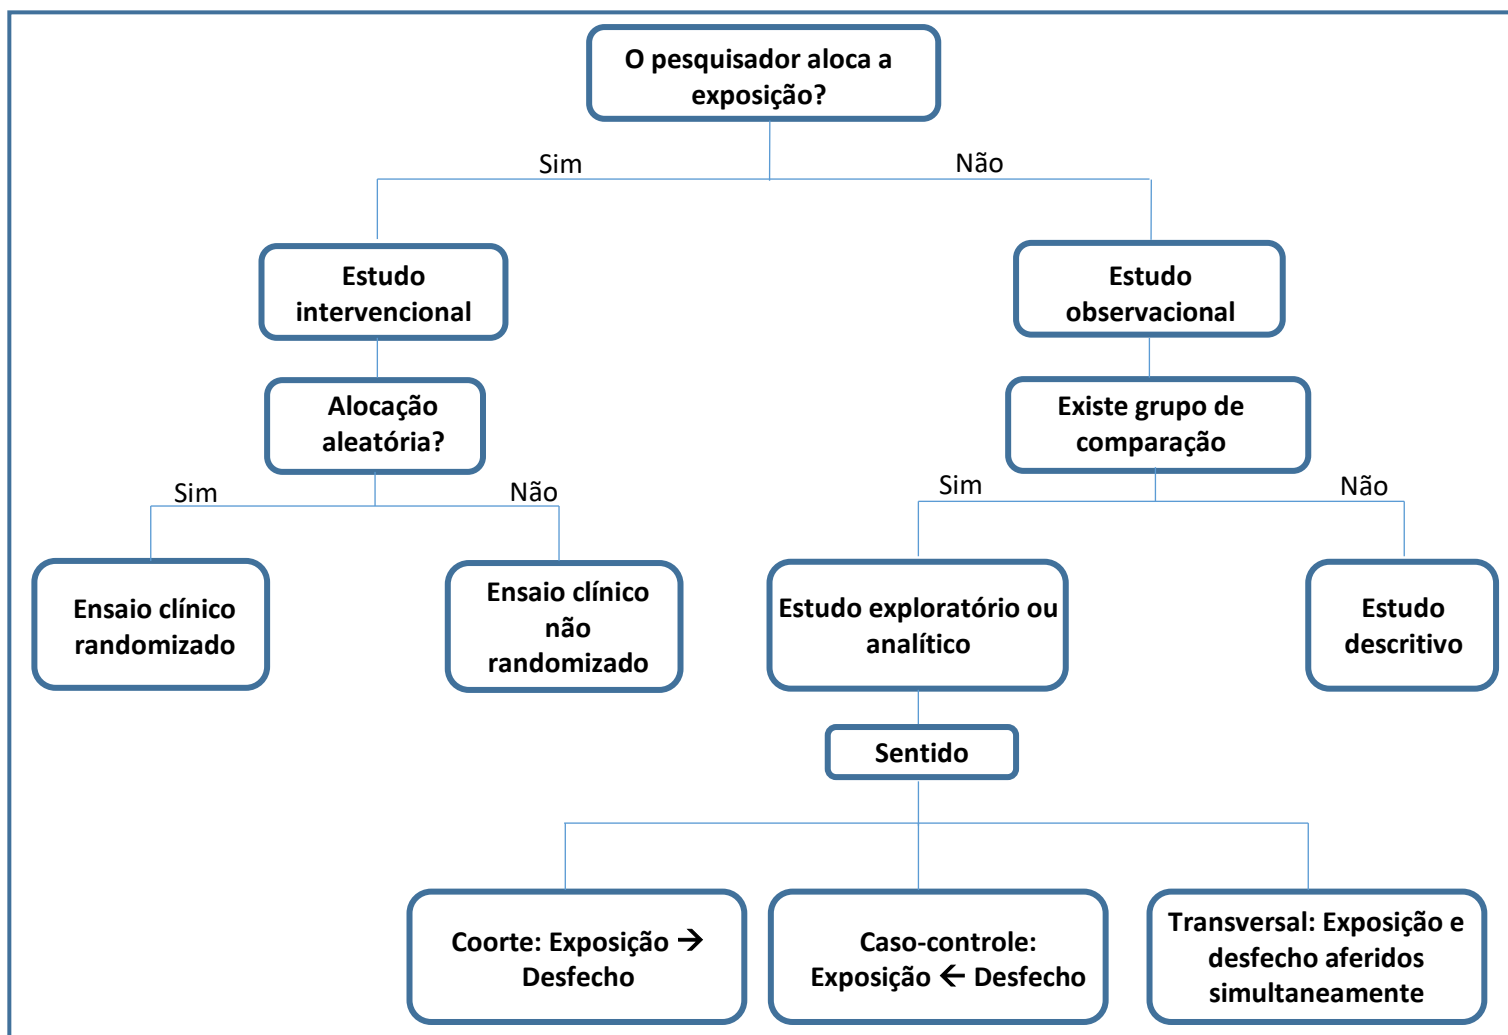 O pesquisador aloca a
exposição?
Sim
Não
Estudo
intervencional
Estudo
observacional
Alocação
aleatória?
Existe grupo de
comparação
Sim
Não
Sim
Não
Ensaio clínico
randomizado
Ensaio clínico
não
randomizado
Estudo exploratório ou
analítico
Estudo
descritivo
Sentido
Coorte: Exposição →
Desfecho
Caso-controle:
Exposição ← Desfecho
Transversal: Exposição e
desfecho aferidos
simultaneamente